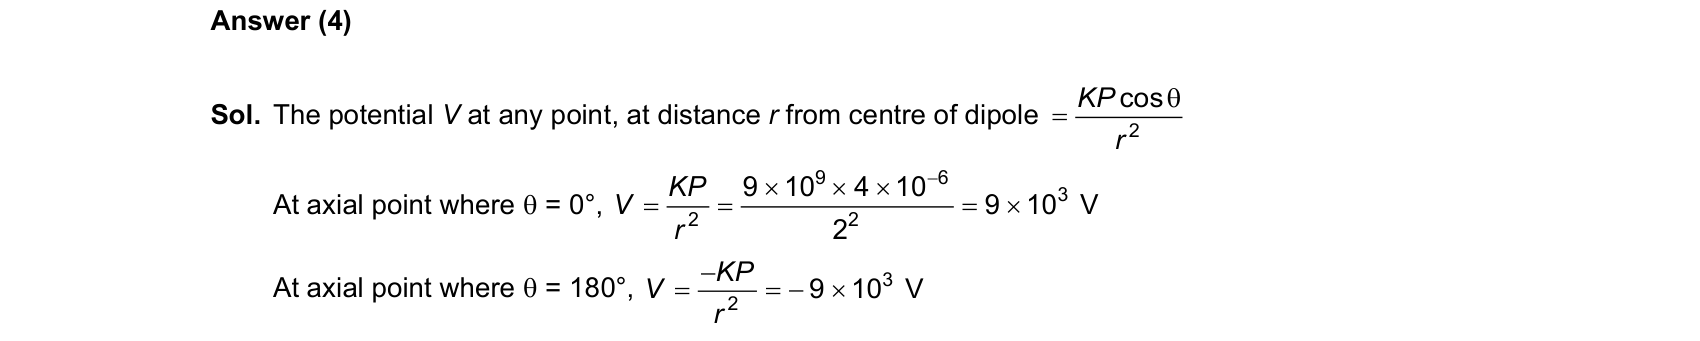 Answer (4)
Sol. The potential V at any point, at distance r from centre of dipole = KP cosθ / r²
At axial point where θ = 0°, V = KP / r² = 9 × 10⁹ × 4 × 10⁻⁶ / 2² = 9 × 10³ V
At axial point where θ = 180°, V = –KP / r² = – 9 × 10³ V